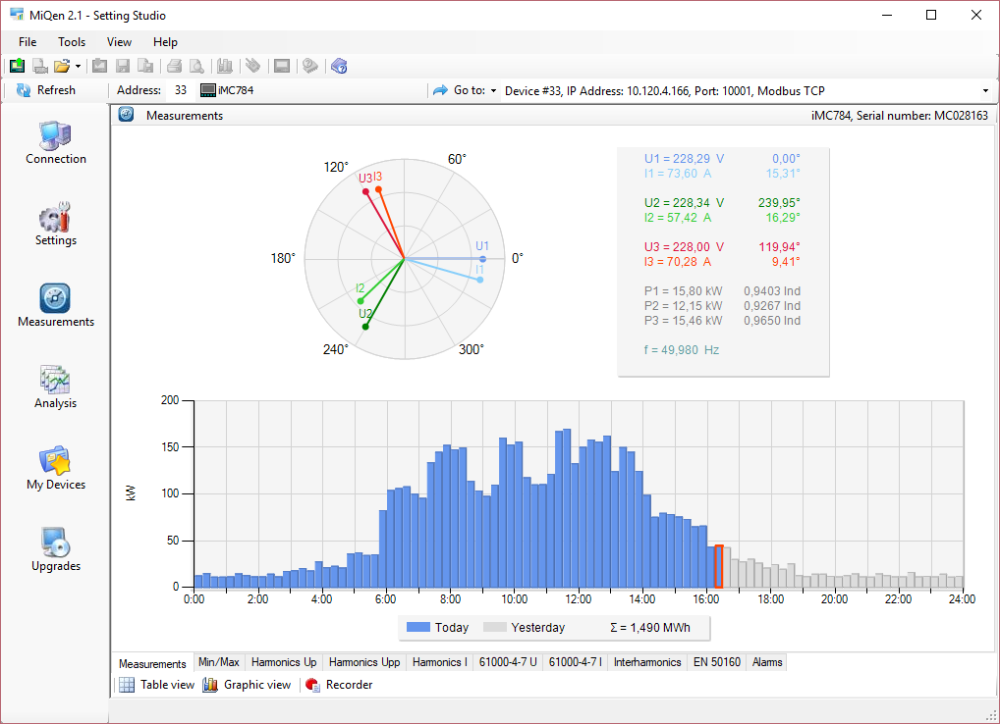 MiQen 2.1 - Setting Studio
File Tools View Help
Refresh Address: 33 iMC784 Go to: Device #33, IP Address: 10.120.4.166, Port: 10001, Modbus TCP
Measurements iMC784, Serial number: MC028163
Connection
Settings
Measurements
Analysis
My Devices
Upgrades
120° 60°
U3 I3
U1
180° 0°
I1
I2
U2
240° 300°
U1 = 228,29 V 0,00°
I1 = 73,60 A 15,31°
U2 = 228,34 V 239,95°
I2 = 57,42 A 16,29°
U3 = 228,00 V 119,94°
I3 = 70,28 A 9,41°
P1 = 15,80 kW 0,9403 Ind
P2 = 12,15 kW 0,9267 Ind
P3 = 15,46 kW 0,9650 Ind
f = 49,980 Hz
200
150
kW
100
50
0
0:00 2:00 4:00 6:00 8:00 10:00 12:00 14:00 16:00 18:00 20:00 22:00 24:00
Today Yesterday Σ = 1,490 MWh
Measurements Min/Max Harmonics Up Harmonics Upp Harmonics I 61000-4-7 U 61000-4-7 I Interharmonics EN 50160 Alarms
Table view Graphic view Recorder